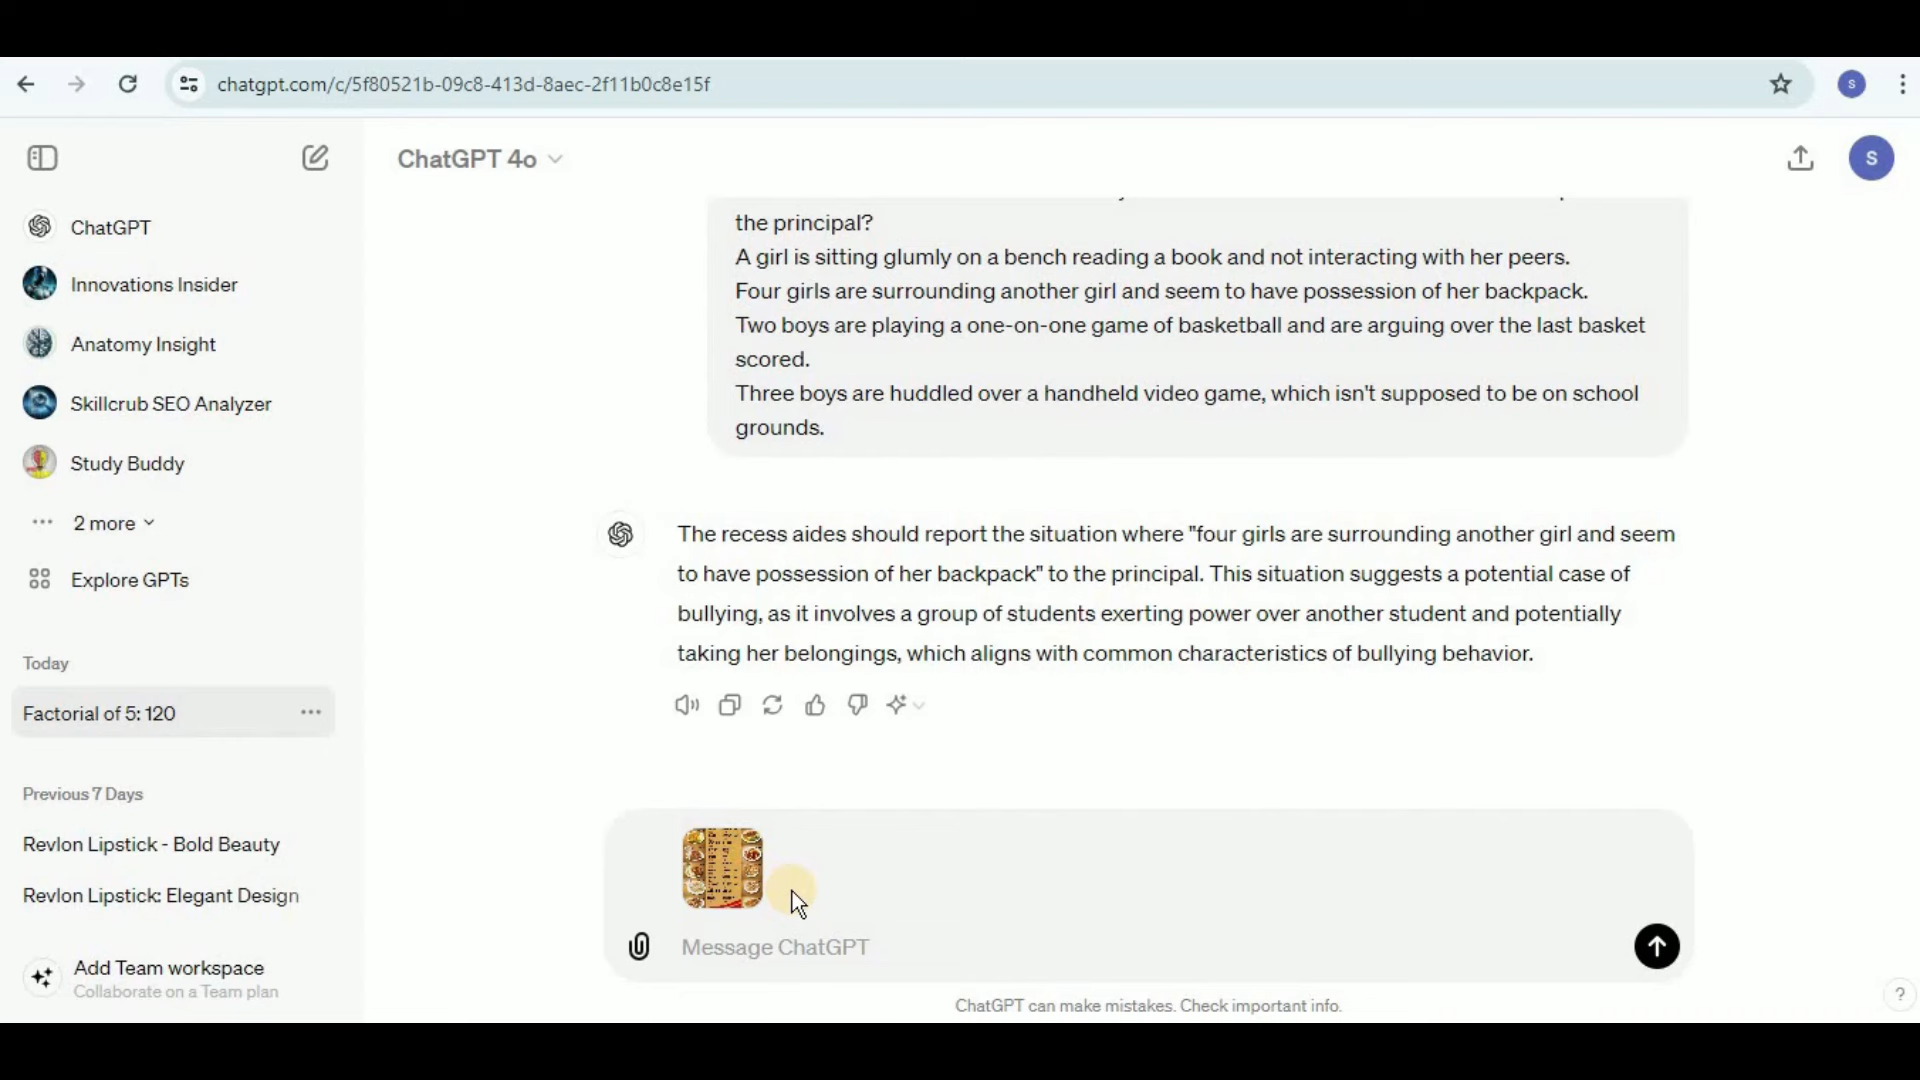 chatgpt.com/c/5f80521b-09c8-413d-8aec-2f11b0c8e15f
S
ChatGPT 4o
S
ChatGPT
Innovations Insider
Anatomy Insight
Skillcrub SEO Analyzer
Study Buddy
2 more
Explore GPTs
Today
Factorial of 5: 120
Previous 7 Days
Revlon Lipstick - Bold Beauty
Revlon Lipstick: Elegant Design
Add Team workspace
Collaborate on a Team plan
the principal?
A girl is sitting glumly on a bench reading a book and not interacting with her peers.
Four girls are surrounding another girl and seem to have possession of her backpack.
Two boys are playing a one-on-one game of basketball and are arguing over the last basket
scored.
Three boys are huddled over a handheld video game, which isn't supposed to be on school
grounds.
The recess aides should report the situation where "four girls are surrounding another girl and seem
to have possession of her backpack" to the principal. This situation suggests a potential case of
bullying, as it involves a group of students exerting power over another student and potentially
taking her belongings, which aligns with common characteristics of bullying behavior.
Message ChatGPT
ChatGPT can make mistakes. Check important info.
?